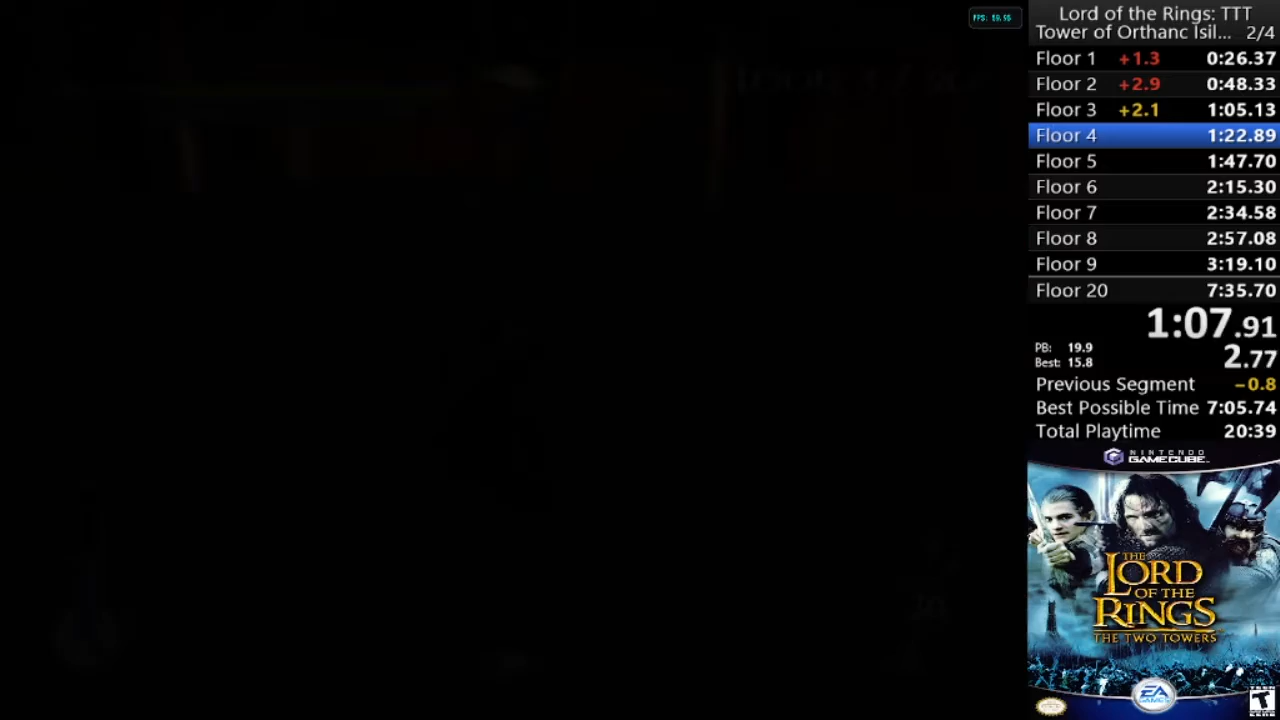 FPS: 59.95
Lord of the Rings: TTT
Tower of Orthanc Isil... 2/4
Floor 1 +1.3 0:26.37
Floor 2 +2.9 0:48.33
Floor 3 +2.1 1:05.13
Floor 4 1:22.89
Floor 5 1:47.70
Floor 6 2:15.30
Floor 7 2:34.58
Floor 8 2:57.08
Floor 9 3:19.10
Floor 20 7:35.70
1:07.91
PB: 19.9
Best: 15.8
2.77
Previous Segment -0.8
Best Possible Time 7:05.74
Total Playtime 20:39
NINTENDO
GAMECUBE
THE
LORD
OF THE
RINGS
THE TWO TOWERS
EA
GAMES
TEEN
T